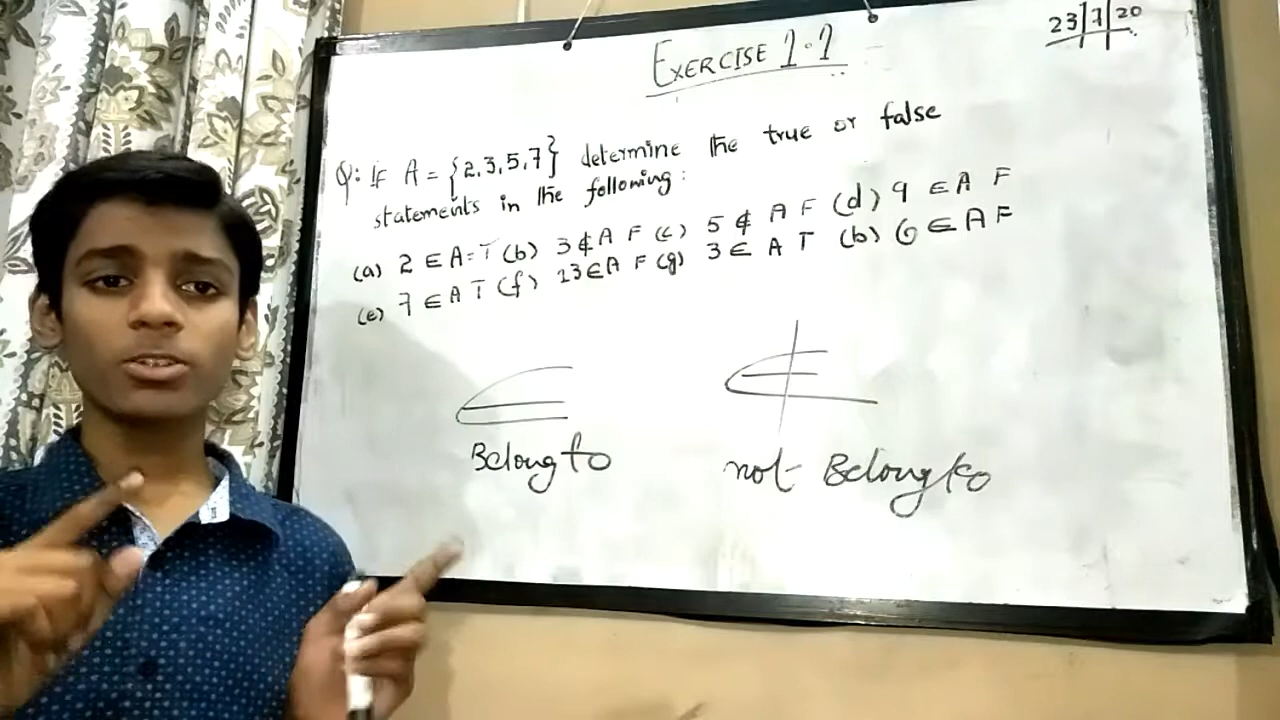 EXERCISE 1.1
23|7|20
Q: IF A = {2,3,5,7} determine the true or false
statements in the following:
(a) 2 ∈ A = T (b) 3 ∉ A F (c) 5 ∉ A F (d) 9 ∈ A F
(e) 7 ∈ A T (f) 13 ∈ A F (g) 3 ∈ A T (b) 6 ∈ A F
∈ ∉
Belong to not Belong to